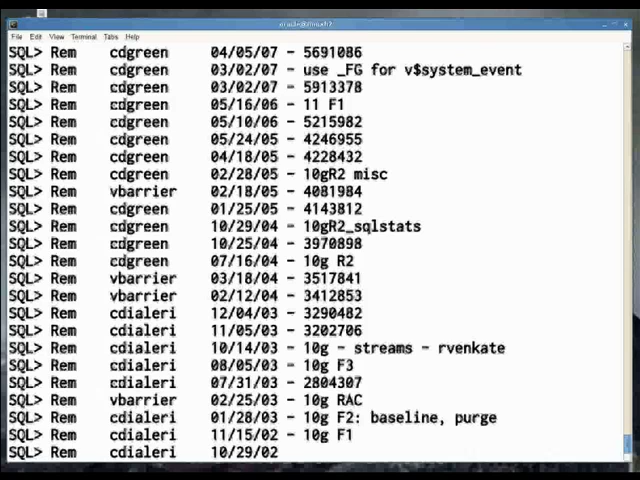 File Edit View Terminal Tabs Help
SQL> Rem cdgreen 04/05/07 - 5691086
SQL> Rem cdgreen 03/02/07 - use _FG for v$system_event
SQL> Rem cdgreen 03/02/07 - 5913378
SQL> Rem cdgreen 05/16/06 - 11 F1
SQL> Rem cdgreen 05/10/06 - 5215982
SQL> Rem cdgreen 05/24/05 - 4246955
SQL> Rem cdgreen 04/18/05 - 4228432
SQL> Rem cdgreen 02/28/05 - 10gR2 misc
SQL> Rem vbarrier 02/18/05 - 4081984
SQL> Rem cdgreen 01/25/05 - 4143812
SQL> Rem cdgreen 10/29/04 - 10gR2_sqlstats
SQL> Rem cdgreen 10/25/04 - 3970898
SQL> Rem cdgreen 07/16/04 - 10g R2
SQL> Rem vbarrier 03/18/04 - 3517841
SQL> Rem vbarrier 02/12/04 - 3412853
SQL> Rem cdialeri 12/04/03 - 3290482
SQL> Rem cdialeri 11/05/03 - 3202706
SQL> Rem cdialeri 10/14/03 - 10g - streams - rvenkate
SQL> Rem cdialeri 08/05/03 - 10g F3
SQL> Rem cdialeri 07/31/03 - 2804307
SQL> Rem vbarrier 02/25/03 - 10g RAC
SQL> Rem cdialeri 01/28/03 - 10g F2: baseline, purge
SQL> Rem cdialeri 11/15/02 - 10g F1
SQL> Rem cdialeri 10/29/02